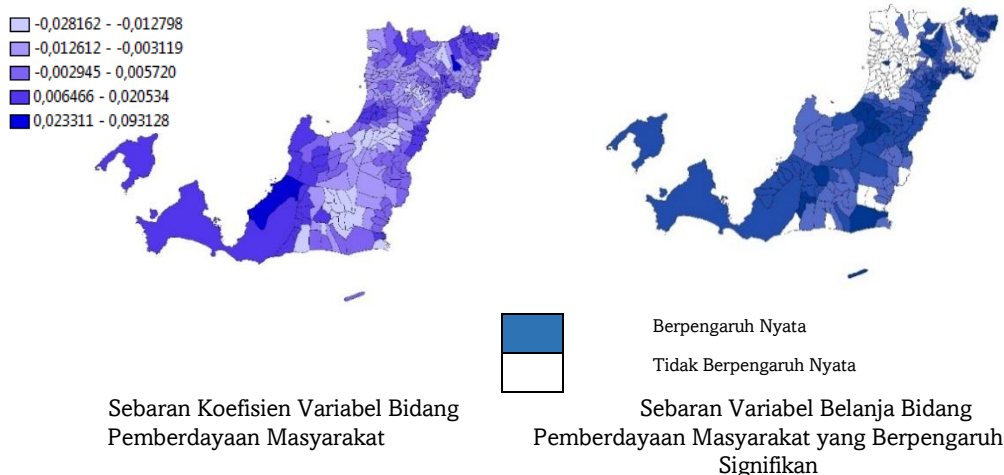 -0,028162 - -0,012798
-0,012612 - -0,003119
-0,002945 - 0,005720
0,006466 - 0,020534
0,023311 - 0,093128
Berpengaruh Nyata
Tidak Berpengaruh Nyata
Sebaran Koefisien Variabel Bidang
Pemberdayaan Masyarakat
Sebaran Variabel Belanja Bidang
Pemberdayaan Masyarakat yang Berpengaruh
Signifikan